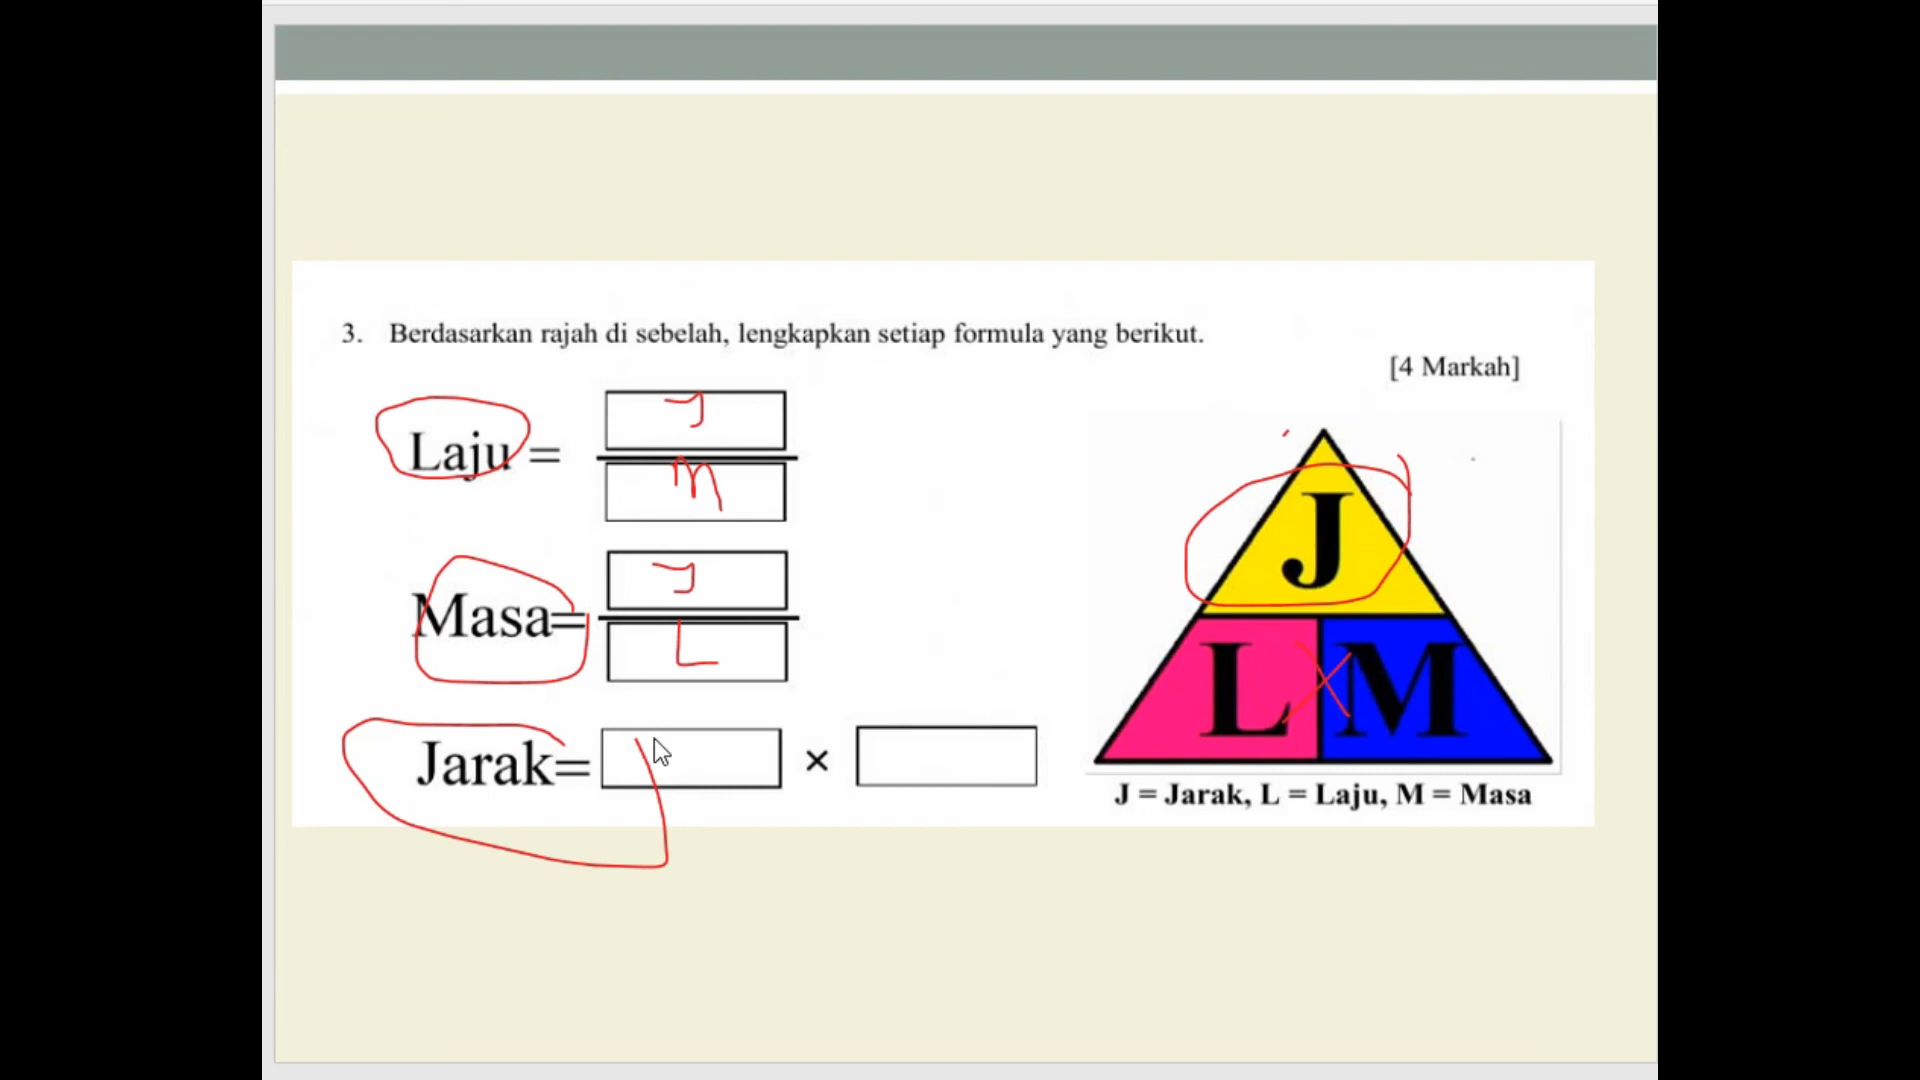 3. Berdasarkan rajah di sebelah, lengkapkan setiap formula yang berikut.
[4 Markah]
Laju =
J
M
Masa=
J
L
Jarak= ×
J
L × M
J = Jarak, L = Laju, M = Masa